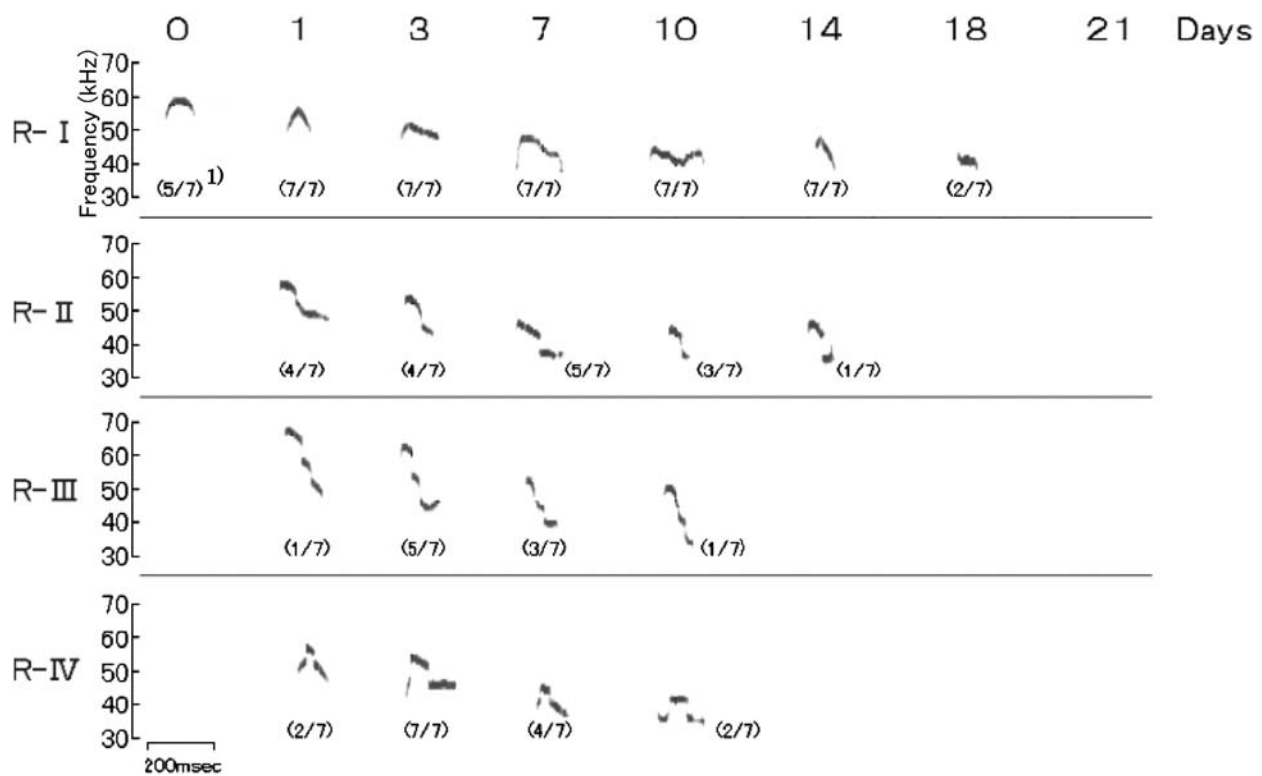 0 1 3 7 10 14 18 21 Days
Frequency (kHz)
70
60
50
40
30
R-Ⅰ
(5/7)1) (7/7) (7/7) (7/7) (7/7) (7/7) (2/7)
70
60
50
40
30
R-Ⅱ
(4/7) (4/7) (5/7) (3/7) (1/7)
70
60
50
40
30
R-Ⅲ
(1/7) (5/7) (3/7) (1/7)
70
60
50
40
30
R-Ⅳ
(2/7) (7/7) (4/7) (2/7)
200msec